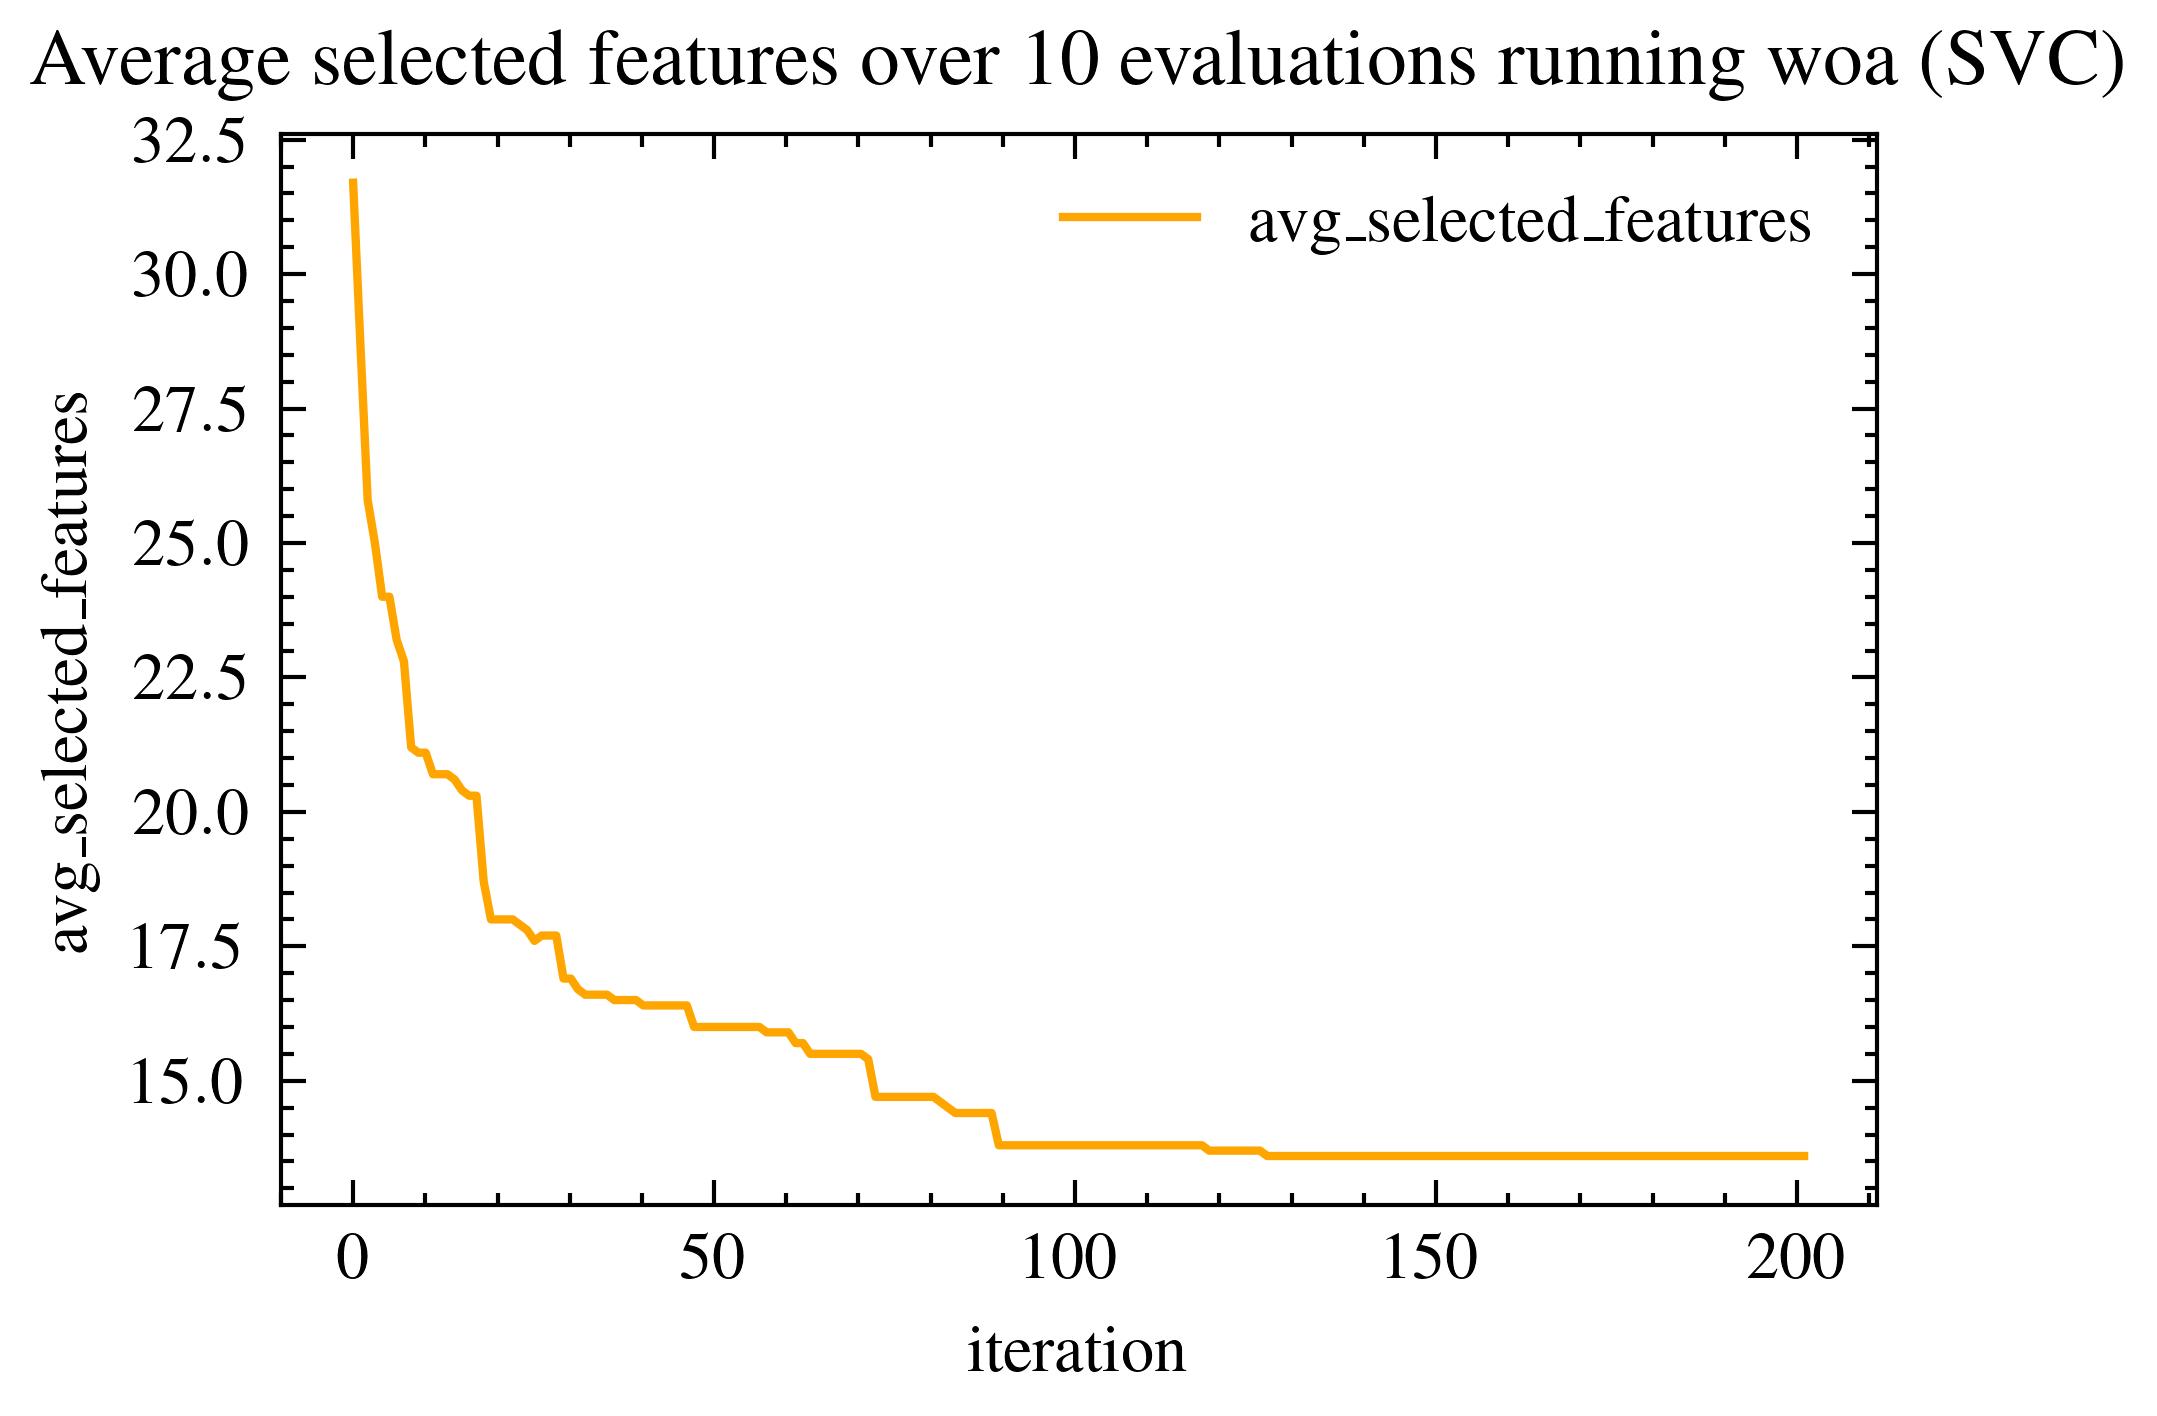 Average selected features over 10 evaluations running woa (SVC)
32.5
30.0
27.5
25.0
22.5
20.0
17.5
15.0
avg_selected_features
avg_selected_features
0 50 100 150 200
iteration